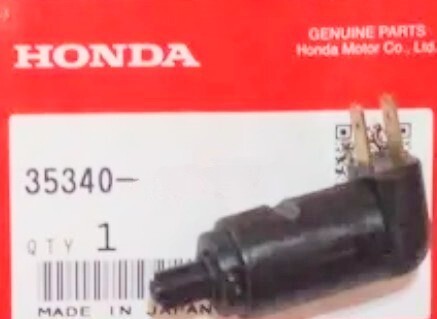 GENUINE PARTS
HONDA
Honda Motor Co., Ltd.
35340-
QTY 1
MADE IN JAPAN